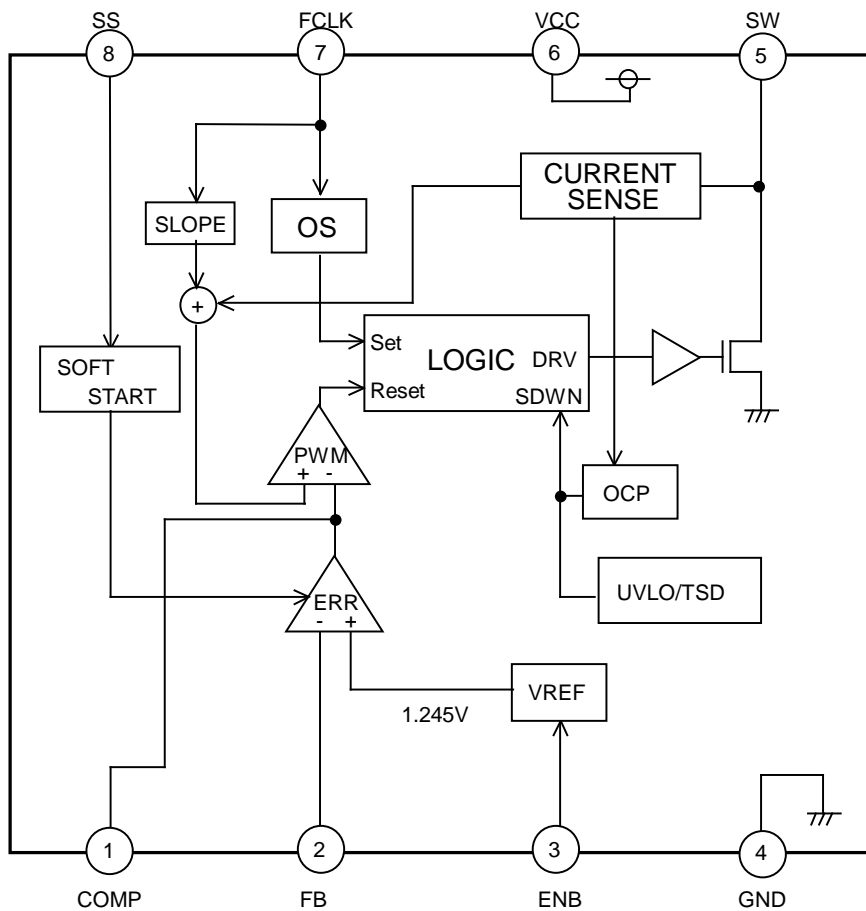 SS FCLK VCC SW
8 7 6 5
CURRENT
SENSE
SLOPE
OS
+
Set
LOGIC DRV
SOFT
START
Reset
SDWN
PWM
+ -
OCP
ERR
- +
UVLO/TSD
VREF
1.245V
1 2 3 4
COMP FB ENB GND